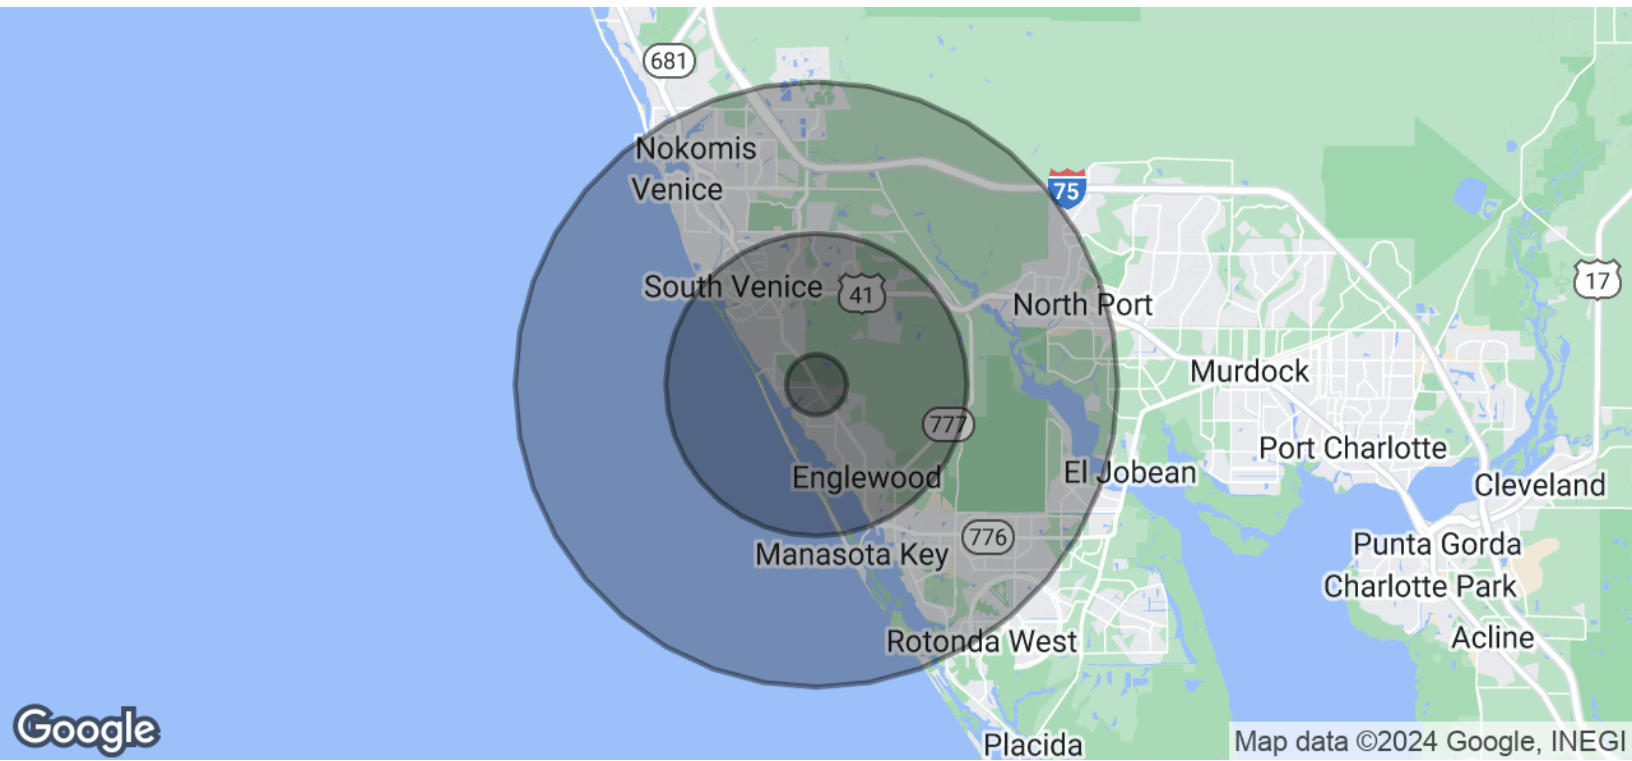 681
Nokomis
Venice
75
17
South Venice
41
North Port
Murdock
777
Port Charlotte
Englewood
El Jobean
Cleveland
776
Manasota Key
Punta Gorda
Charlotte Park
Rotonda West
Acline
Google
Placida
Map data ©2024 Google, INEGI